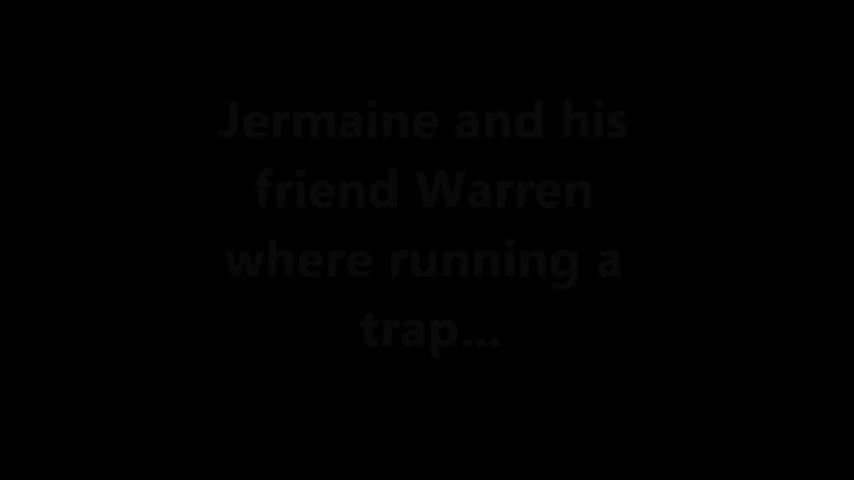 Jermaine and his
friend Warren
where running a
trap...